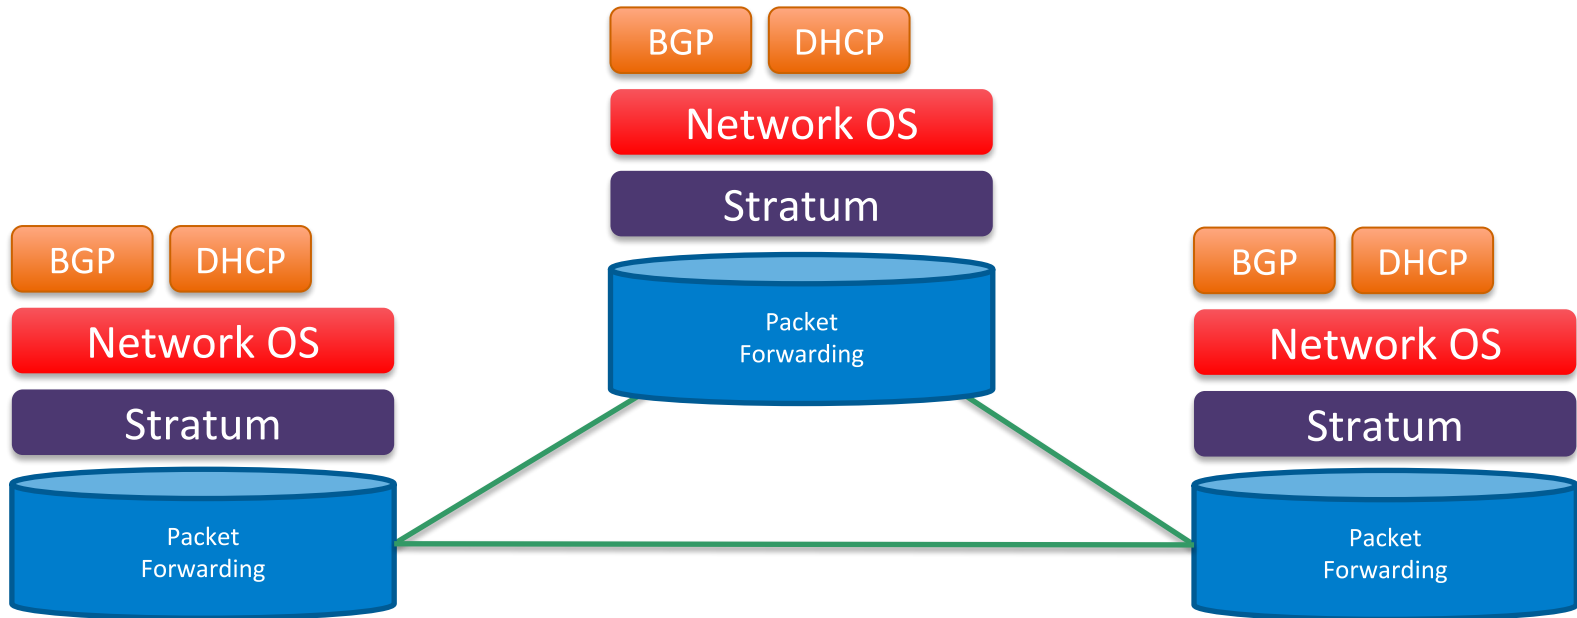 BGP DHCP
Network OS
Stratum
Packet
Forwarding
BGP DHCP
Network OS
Stratum
Packet
Forwarding
BGP DHCP
Network OS
Stratum
Packet
Forwarding